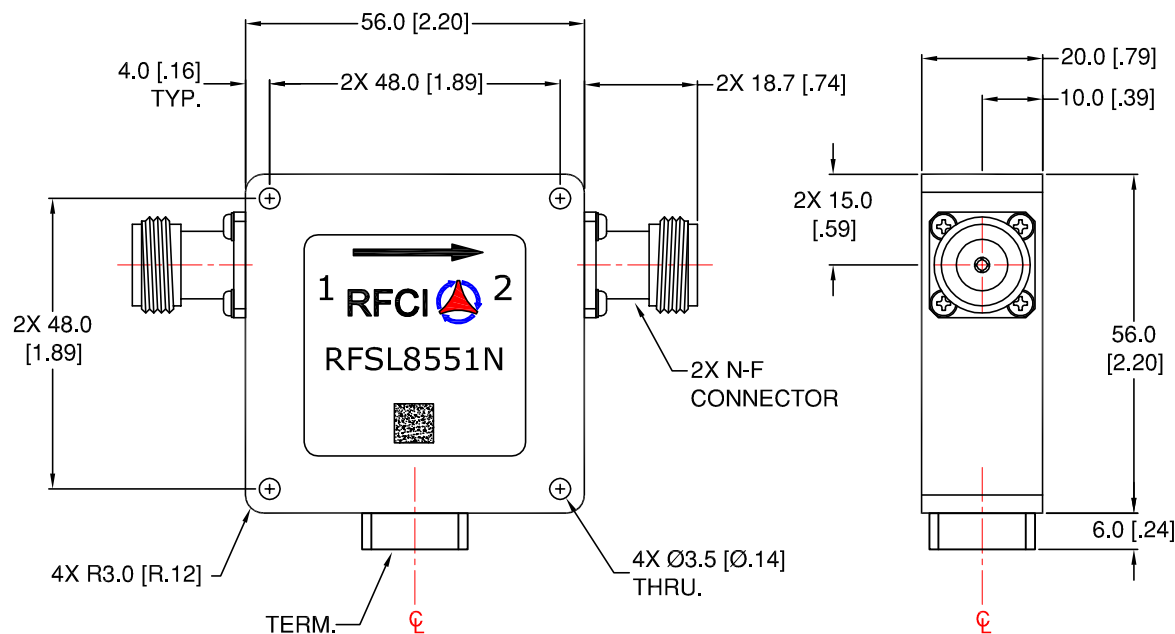 56.0 [2.20]
4.0 [.16]
TYP.
2X 48.0 [1.89]
2X 18.7 [.74]
20.0 [.79]
10.0 [.39]
2X 15.0
[.59]
1
RFCI
2
RFSL8551N
2X 48.0
[1.89]
2X N-F
CONNECTOR
56.0
[2.20]
6.0 [.24]
4X R3.0 [R.12]
4X Ø3.5 [Ø.14]
THRU.
TERM.
℄
℄